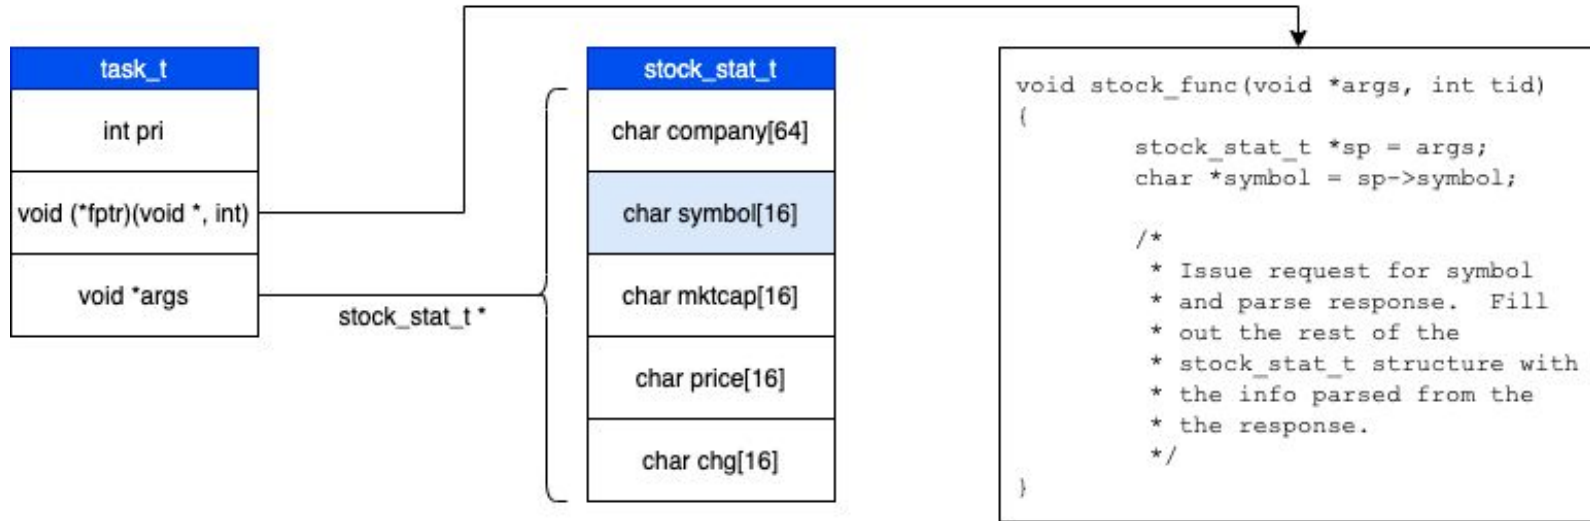 task_t
int pri
void (*fptr)(void *, int)
void *args
stock_stat_t *
stock_stat_t
char company[64]
char symbol[16]
char mktcap[16]
char price[16]
char chg[16]
void stock_func(void *args, int tid)
{
stock_stat_t *sp = args;
char *symbol = sp->symbol;
/*
* Issue request for symbol
* and parse response.  Fill
* out the rest of the
* stock_stat_t structure with
* the info parsed from the
* the response.
*/
}